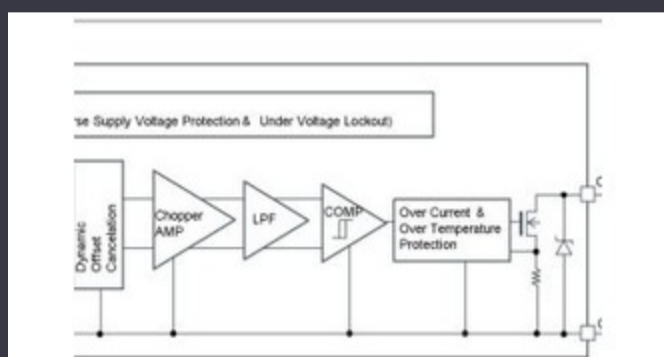 se Supply Voltage Protection & Under Voltage Lockout)
Dynamic
Offset
Cancelation
Chopper
AMP
LPF
COMP
Over Current &
Over Temperature
Protection